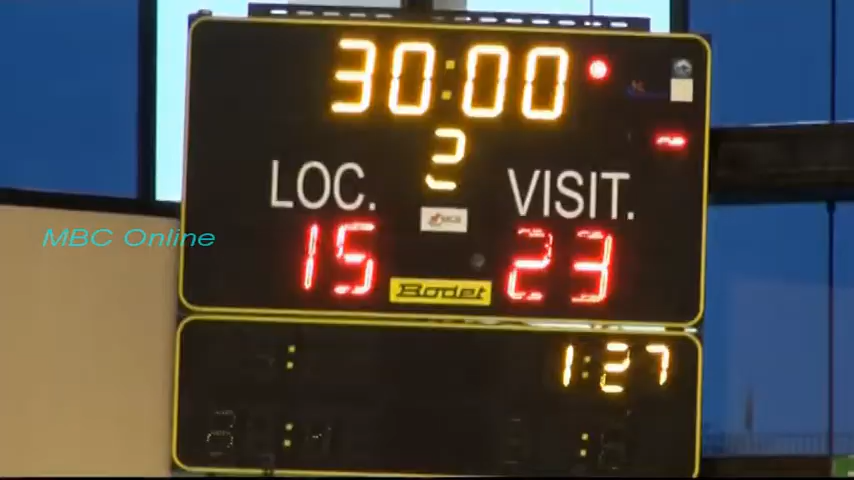 30:00
2
LOC. VISIT.
MBC Online
15 23
Bodet
1:27